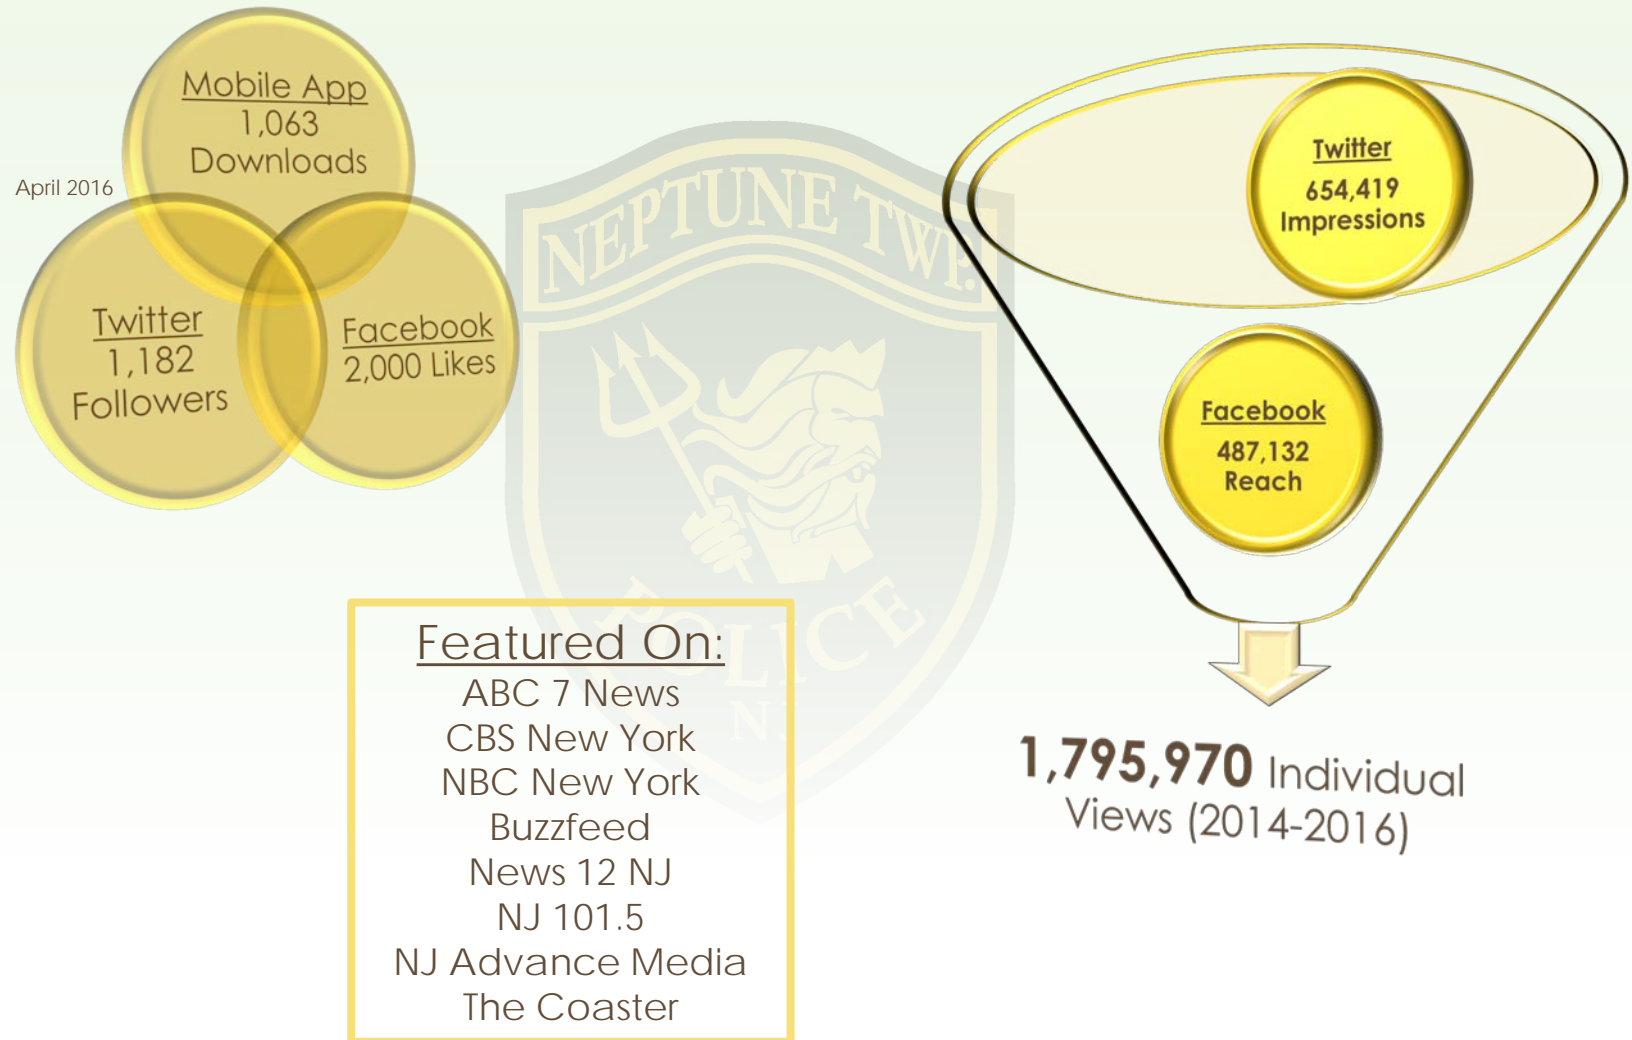 Mobile App
1,063
Downloads
April 2016
Twitter
1,182
Followers
Facebook
2,000 Likes
NEPTUNE TWP.
POLICE
N.J.
Twitter
654,419
Impressions
Facebook
487,132
Reach
1,795,970 Individual
Views (2014-2016)
Featured On:
ABC 7 News
CBS New York
NBC New York
Buzzfeed
News 12 NJ
NJ 101.5
NJ Advance Media
The Coaster